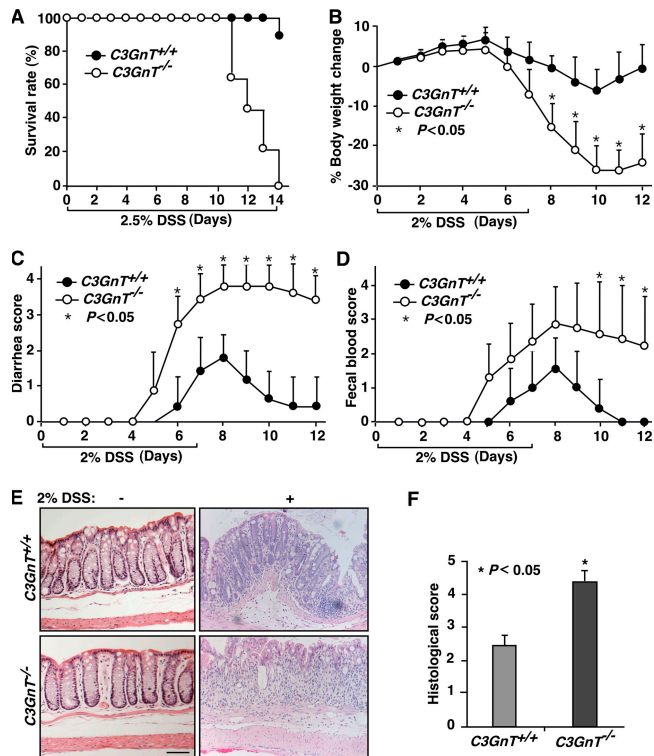 A
Survival rate (%)
100
80
60
40
20
0
C3GnT+/+
C3GnT-/-
0 2 4 6 8 10 12 14
2.5% DSS (Days)
B
% Body weight change
10
0
-10
-20
-30
C3GnT+/+
C3GnT-/-
* P<0.05
* * * * *
0 2 4 6 8 10 12
2% DSS (Days)
C
Diarrhea score
4
3
2
1
0
C3GnT+/+
C3GnT-/-
* P<0.05
* * * * * * *
0 2 4 6 8 10 12
2% DSS (Days)
D
Fecal blood score
4
3
2
1
0
C3GnT+/+
C3GnT-/-
* P<0.05
* * *
0 2 4 6 8 10 12
2% DSS (Days)
E
2% DSS: - +
C3GnT+/+
C3GnT-/-
F
Histological score
5
4
3
2
1
0
* P< 0.05
*
C3GnT+/+ C3GnT-/-